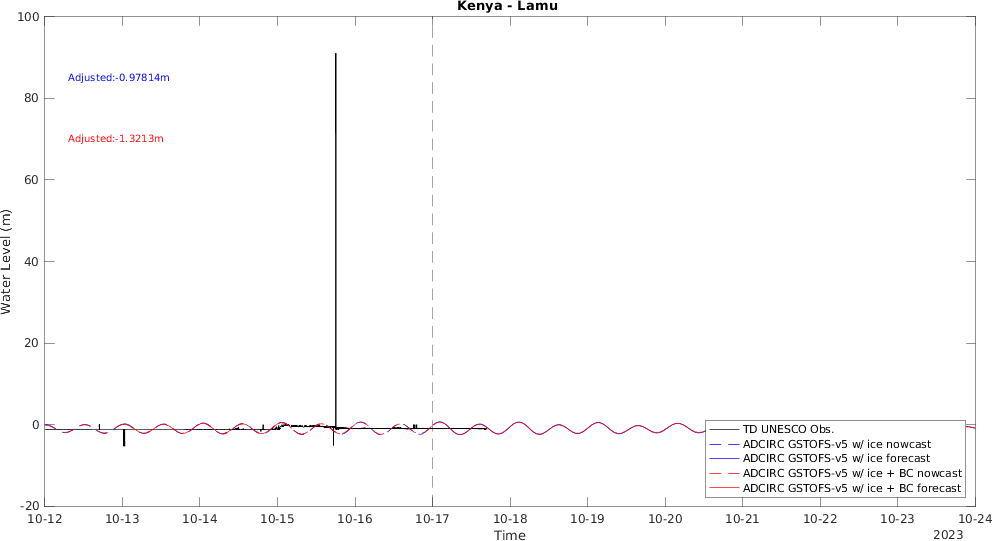 Kenya - Lamu
100
80
60
40
20
0
-20
Water Level (m)
Adjusted:-0.97814m
Adjusted:-1.3213m
TD UNESCO Obs.
ADCIRC GSTOFS-v5 w/ ice nowcast
ADCIRC GSTOFS-v5 w/ ice forecast
ADCIRC GSTOFS-v5 w/ ice + BC nowcast
ADCIRC GSTOFS-v5 w/ ice + BC forecast
10-12 10-13 10-14 10-15 10-16 10-17 10-18 10-19 10-20 10-21 10-22 10-23 10-24
Time
2023